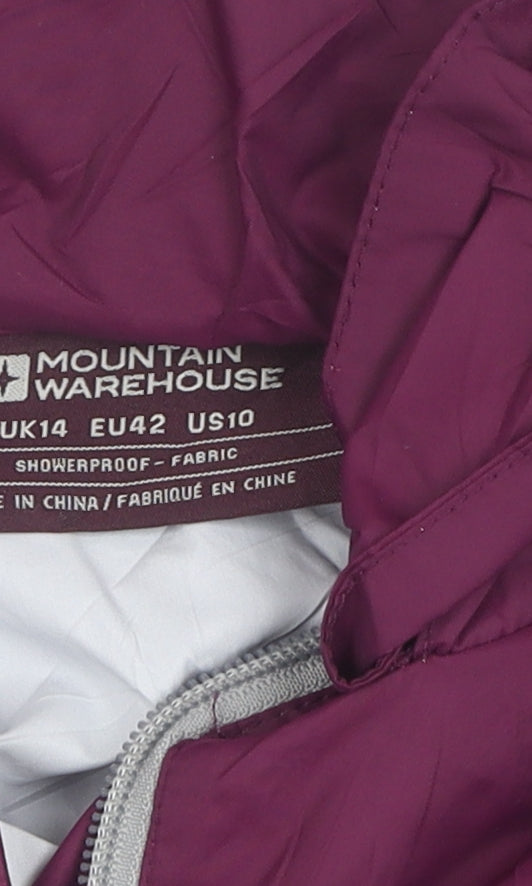 MOUNTAIN
WAREHOUSE
UK14 EU42 US10
SHOWERPROOF - FABRIC
IN CHINA / FABRIQUÉ EN CHINE